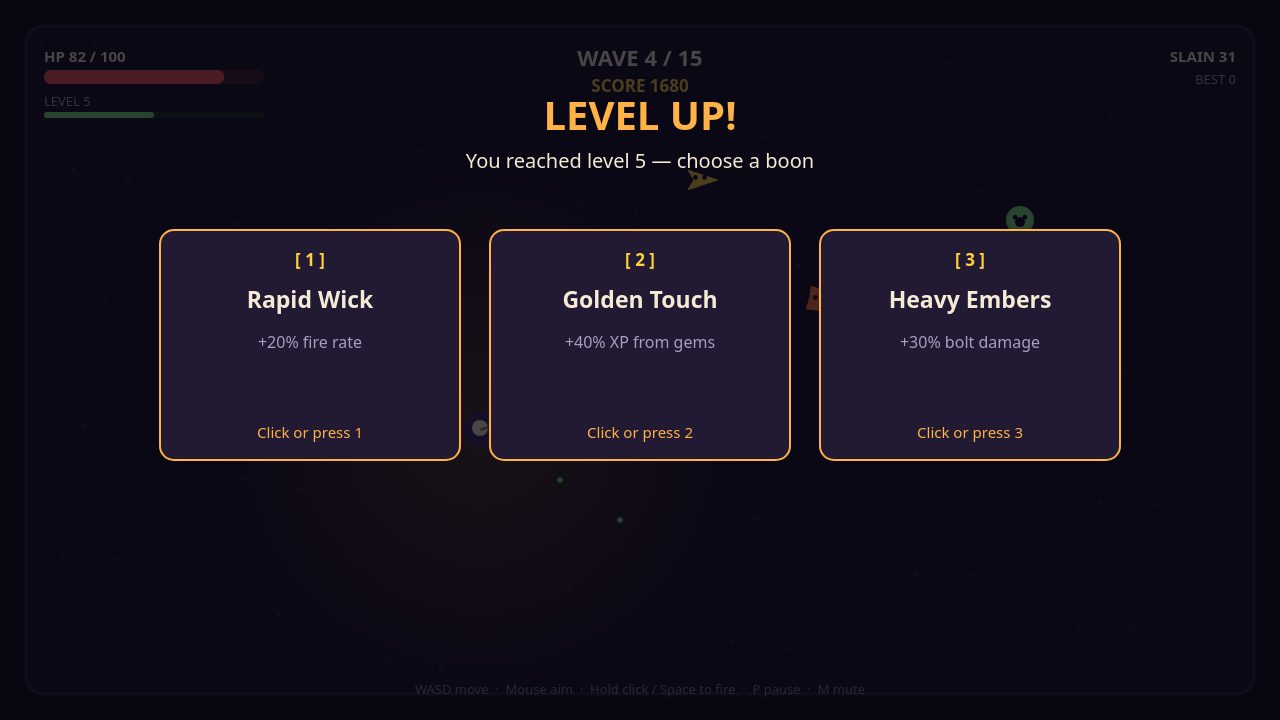 HP 82 / 100
LEVEL 5
WAVE 4 / 15
SCORE 1680
SLAIN 31
BEST 0
LEVEL UP!
You reached level 5 — choose a boon
[ 1 ]
Rapid Wick
+20% fire rate
Click or press 1
[ 2 ]
Golden Touch
+40% XP from gems
Click or press 2
[ 3 ]
Heavy Embers
+30% bolt damage
Click or press 3
WASD move · Mouse aim · Hold click / Space to fire · P pause · M mute